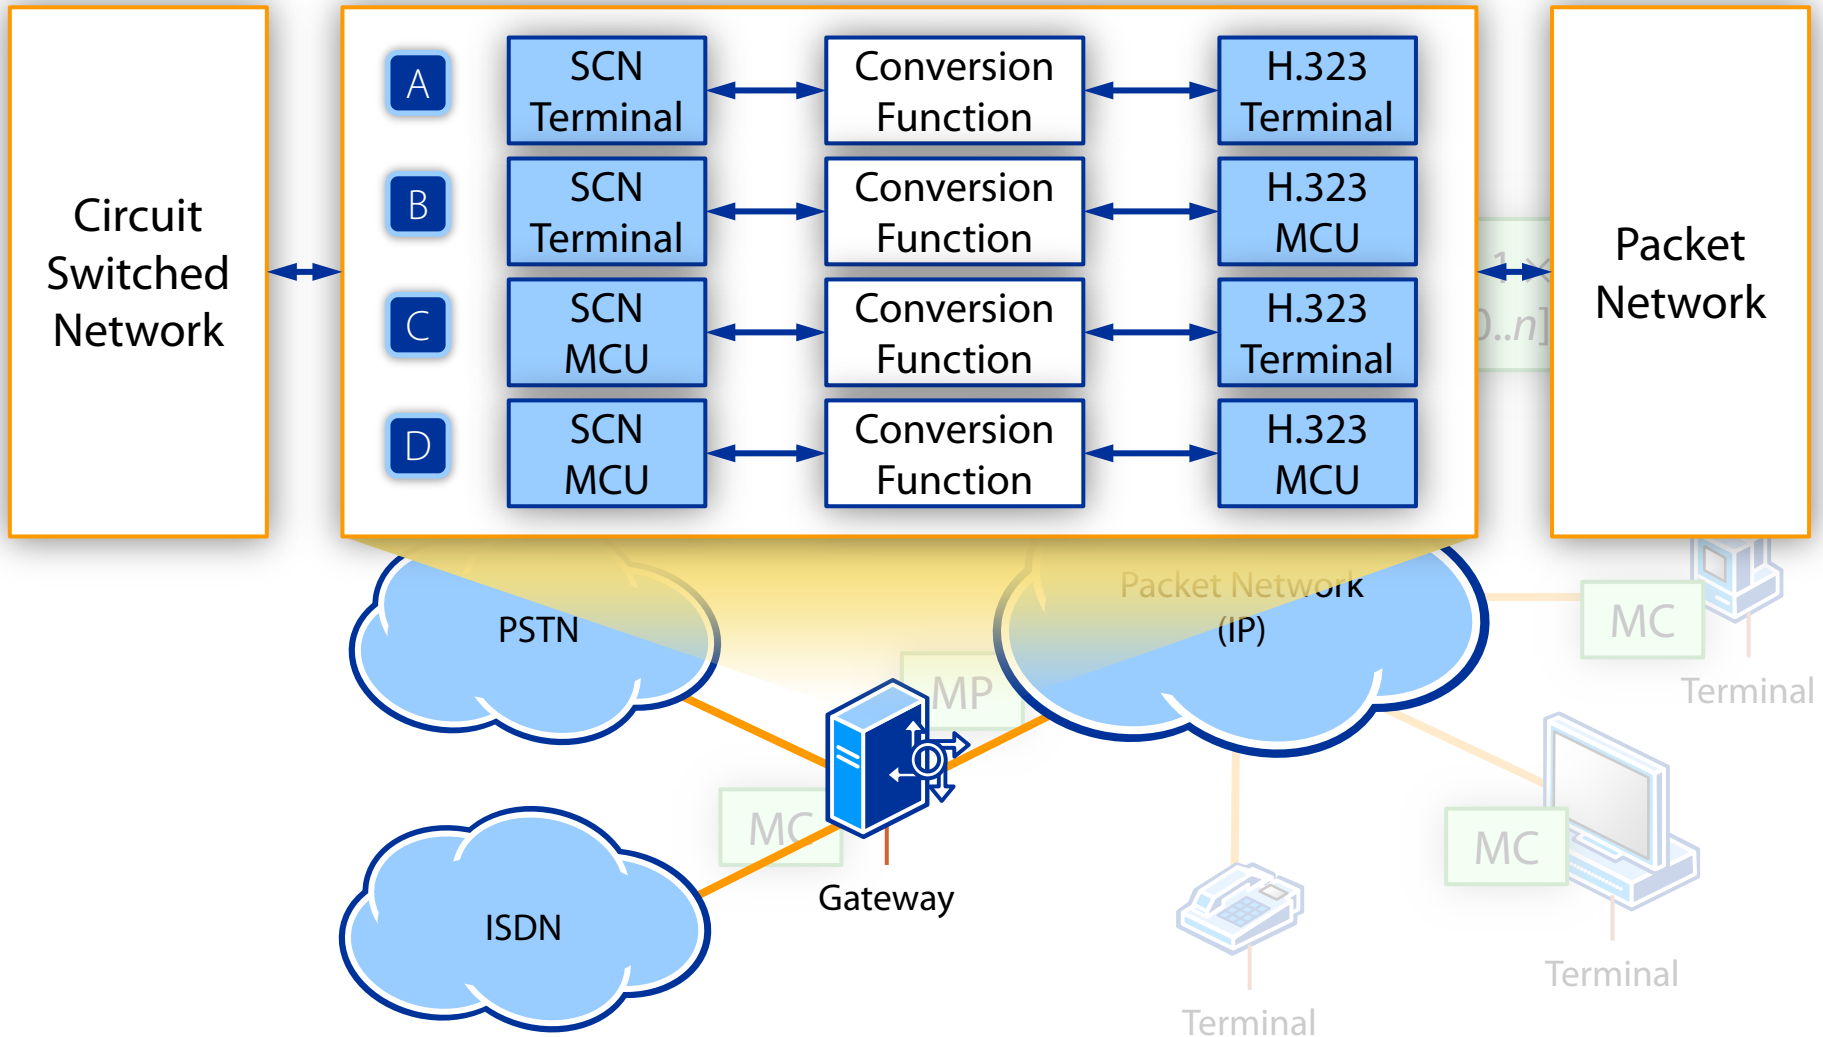 Circuit
Switched
Network
A
SCN
Terminal
Conversion
Function
H.323
Terminal
B
SCN
Terminal
Conversion
Function
H.323
MCU
C
SCN
MCU
Conversion
Function
H.323
Terminal
D
SCN
MCU
Conversion
Function
H.323
MCU
Packet
Network
1 ×
0..n]
PSTN
Packet Network
(IP)
MP
MC
Gateway
ISDN
MC
Terminal
MC
Terminal
Terminal